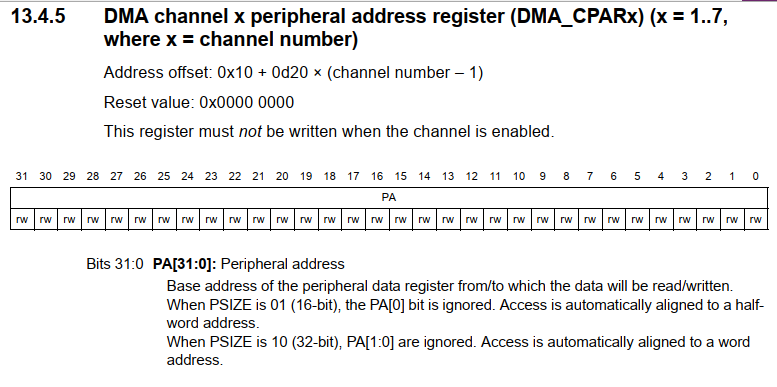 13.4.5 DMA channel x peripheral address register (DMA_CPARx) (x = 1..7,
where x = channel number)
Address offset: 0x10 + 0d20 × (channel number – 1)
Reset value: 0x0000 0000
This register must not be written when the channel is enabled.
31 30 29 28 27 26 25 24 23 22 21 20 19 18 17 16 15 14 13 12 11 10 9 8 7 6 5 4 3 2 1 0
PA
rw rw rw rw rw rw rw rw rw rw rw rw rw rw rw rw rw rw rw rw rw rw rw rw rw rw rw rw rw rw rw rw
Bits 31:0 PA[31:0]: Peripheral address
Base address of the peripheral data register from/to which the data will be read/written.
When PSIZE is 01 (16-bit), the PA[0] bit is ignored. Access is automatically aligned to a half-
word address.
When PSIZE is 10 (32-bit), PA[1:0] are ignored. Access is automatically aligned to a word
address.